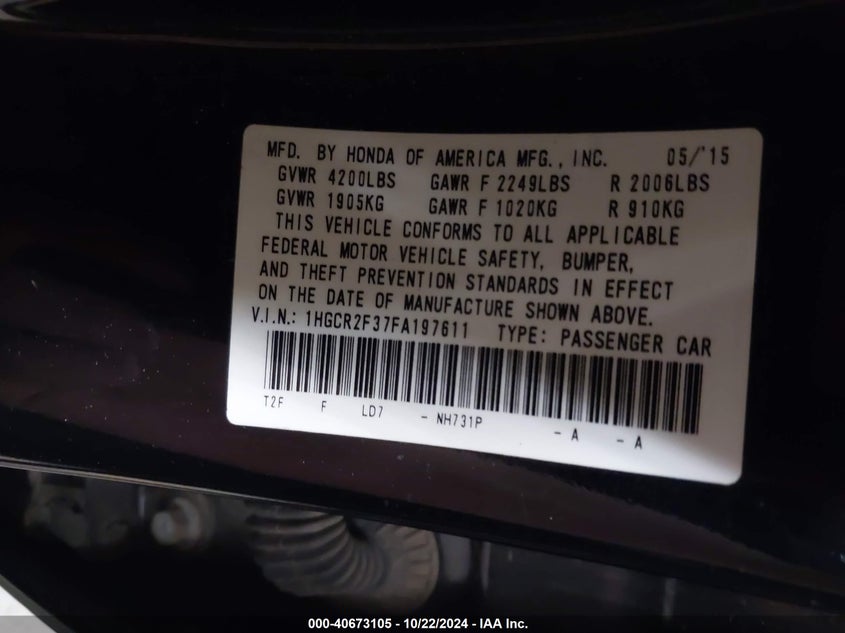 MFD. BY HONDA OF AMERICA MFG., INC. 05/'15
GVWR 4200LBS GAWR F 2249LBS R 2006LBS
GVWR 1905KG GAWR F 1020KG R 910KG
THIS VEHICLE CONFORMS TO ALL APPLICABLE
FEDERAL MOTOR VEHICLE SAFETY, BUMPER,
AND THEFT PREVENTION STANDARDS IN EFFECT
ON THE DATE OF MANUFACTURE SHOWN ABOVE.
V.I.N.: 1HGCR2F37FA197611 TYPE: PASSENGER CAR
T2F F LD7 - NH731P - A - A
000-40673105 - 10/22/2024 - IAA Inc.